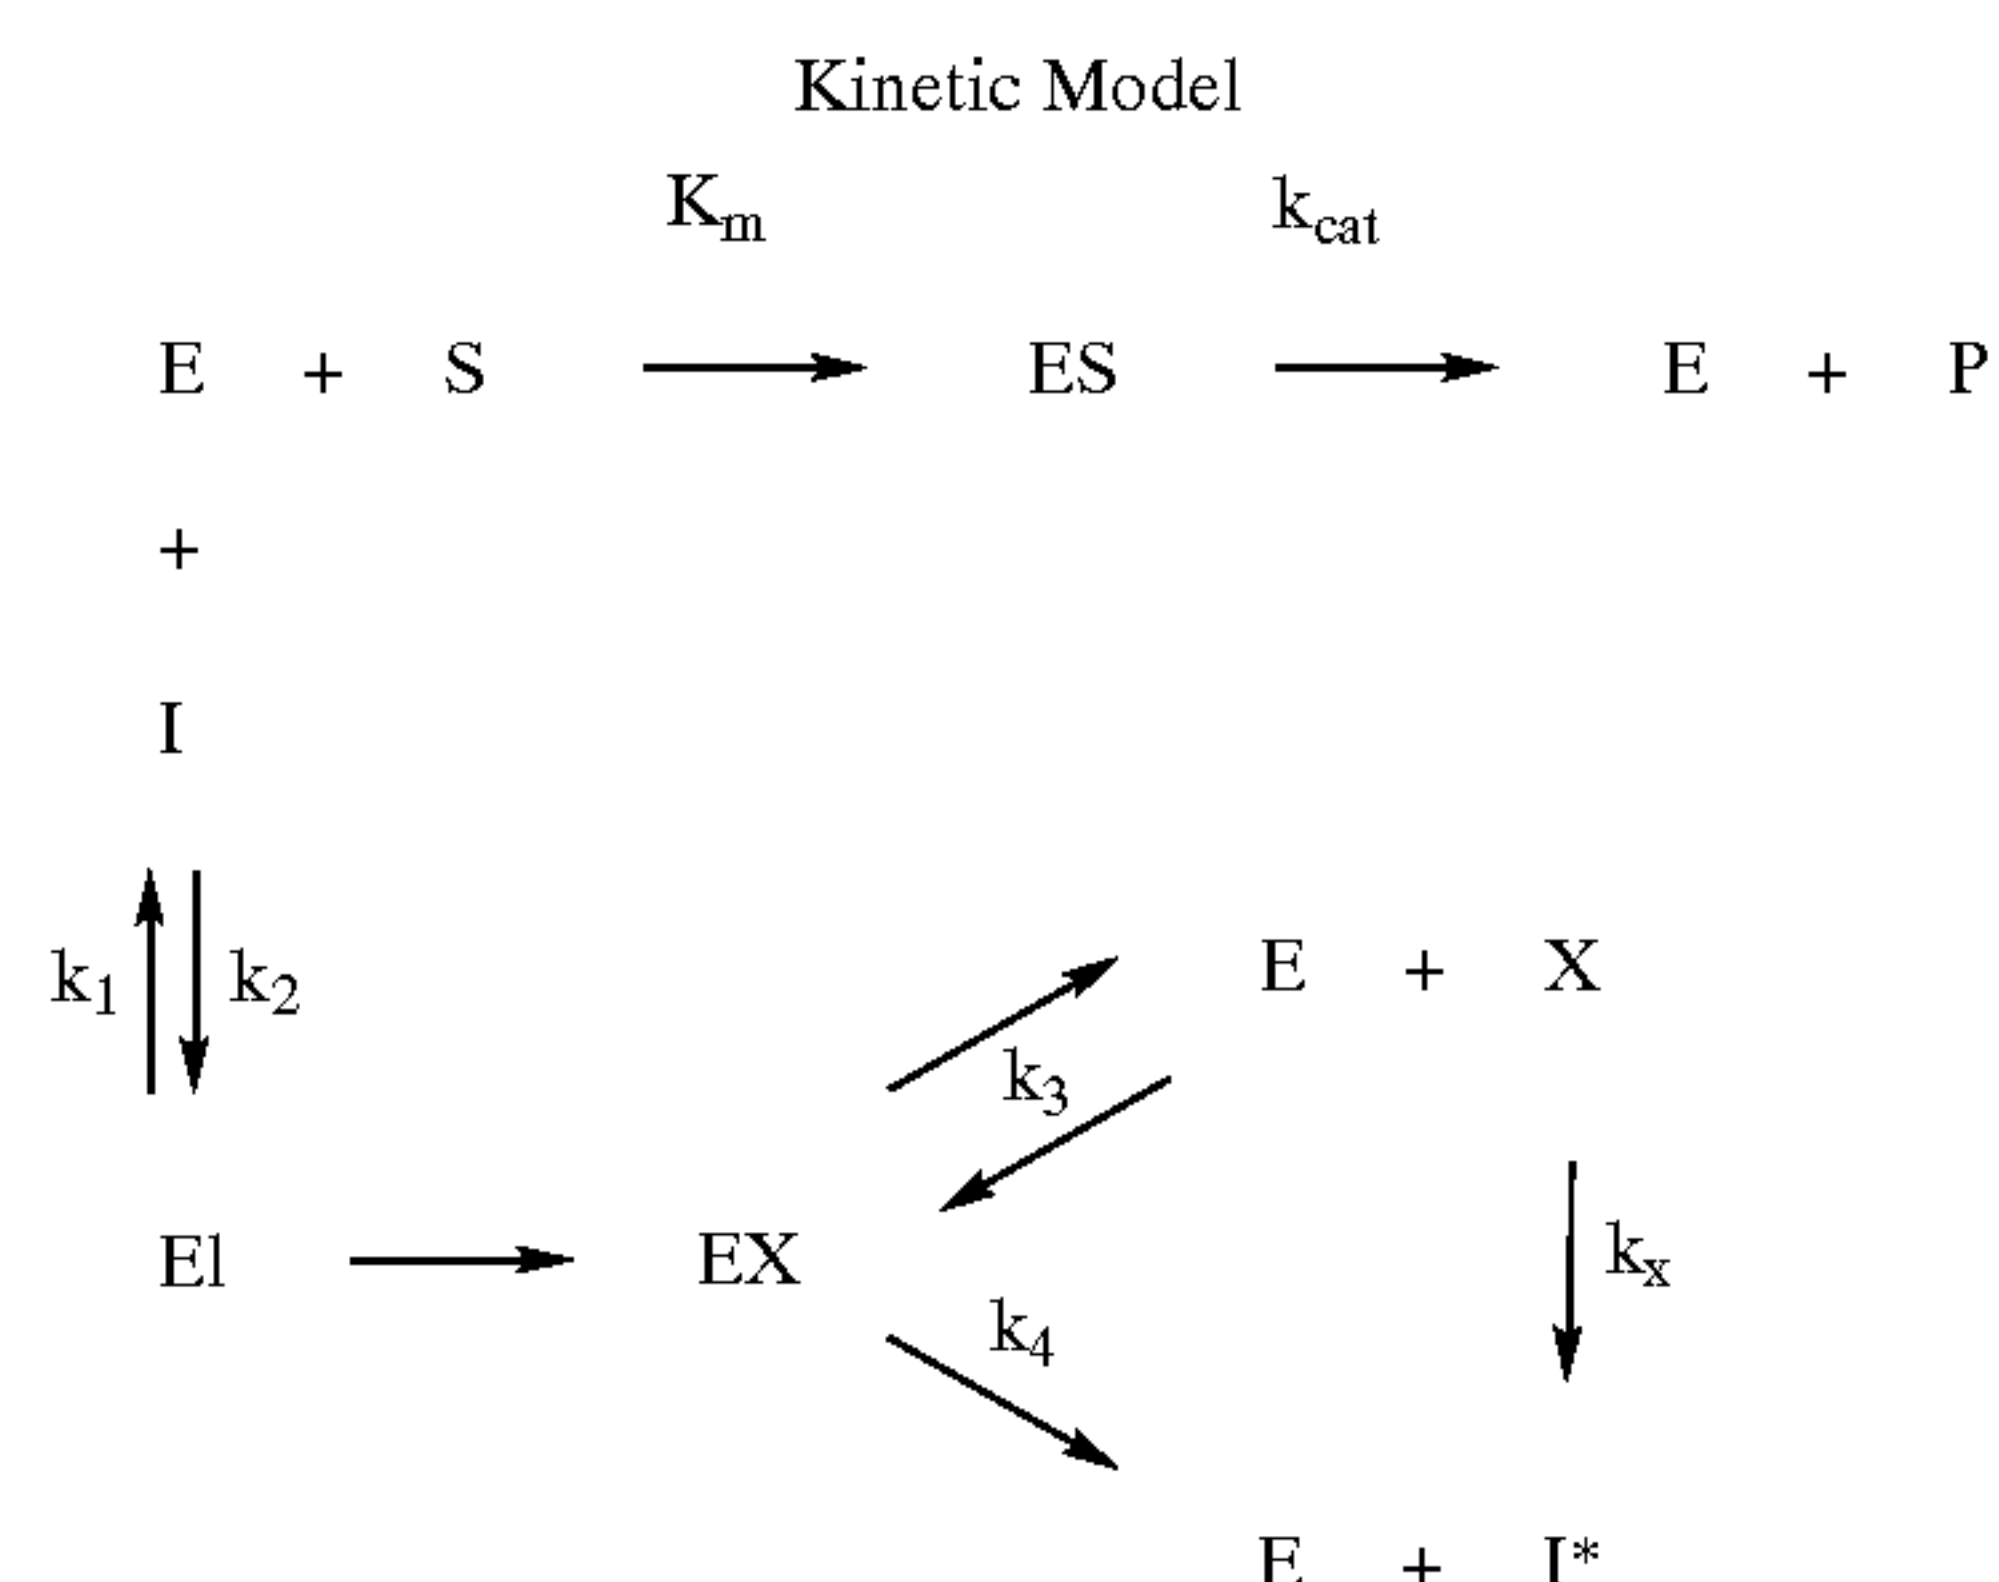 Kinetic Model
Km kcat
E + S ES E + P
+
I
k1 k2
E + X
k3
El EX kx
k4
E + I*